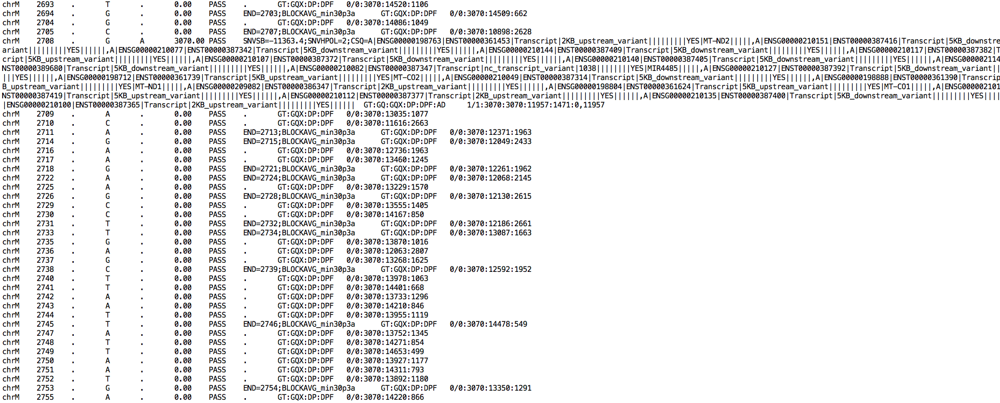 chrM 2693 . T . 0.00 PASS . GT:GQX:DP:DPF 0/0:3070:14520:1106
chrM 2694 . G . 0.00 PASS END=2703;BLOCKAVG_min30p3a GT:GQX:DP:DPF 0/0:3070:14509:662
chrM 2704 . G . 0.00 PASS . GT:GQX:DP:DPF 0/0:3070:14086:1049
chrM 2705 . C . 0.00 PASS END=2707;BLOCKAVG_min30p3a GT:GQX:DP:DPF 0/0:3070:10898:2628
chrM 2708 . G A 3070.00 PASS SNVSB=-11363.4;SNVHPOL=2;CSQ=A|ENSG00000198763|ENST00000361453|Transcript|2KB_upstream_variant|||||||||YES|MT-ND2|||||,A|ENSG00000210151|ENST00000387416|Transcript|5KB_downstre
ariant|||||||||YES||||||,A|ENSG00000210077|ENST00000387342|Transcript|5KB_downstream_variant|||||||||YES||||||,A|ENSG00000210144|ENST00000387409|Transcript|5KB_downstream_variant|||||||||YES||||||,A|ENSG00000210117|ENST00000387382|T
cript|5KB_upstream_variant|||||||||YES||||||,A|ENSG00000210107|ENST00000387372|Transcript|5KB_downstream_variant|||||||||YES||||||,A|ENSG00000210140|ENST00000387405|Transcript|5KB_downstream_variant|||||||||YES||||||,A|ENSG000002114
NST00000389680|Transcript|5KB_downstream_variant|||||||||YES||||||,A|ENSG00000210082|ENST00000387347|Transcript|nc_transcript_variant|1038||||||||YES|MIR4485|||||,A|ENSG00000210127|ENST00000387392|Transcript|5KB_downstream_variant||
|||YES||||||,A|ENSG00000198712|ENST00000361739|Transcript|5KB_upstream_variant|||||||||YES|MT-CO2|||||,A|ENSG00000210049|ENST00000387314|Transcript|5KB_downstream_variant|||||||||YES||||||,A|ENSG00000198888|ENST00000361390|Transcrip
B_upstream_variant|||||||||YES|MT-ND1|||||,A|ENSG00000209082|ENST00000386347|Transcript|2KB_upstream_variant|||||||||YES||||||,A|ENSG00000198804|ENST00000361624|Transcript|5KB_upstream_variant|||||||||YES|MT-CO1|||||,A|ENSG000002101
NST00000387419|Transcript|5KB_upstream_variant|||||||||YES||||||,A|ENSG00000210112|ENST00000387377|Transcript|2KB_upstream_variant|||||||||YES||||||,A|ENSG00000210135|ENST00000387400|Transcript|5KB_downstream_variant|||||||||YES||||
|ENSG00000210100|ENST00000387365|Transcript|2KB_upstream_variant|||||||||YES|||||| GT:GQ:GQX:DP:DPF:AD 1/1:3070:3070:11957:1471:0,11957
chrM 2709 . A . 0.00 PASS . GT:GQX:DP:DPF 0/0:3070:13035:1077
chrM 2710 . C . 0.00 PASS . GT:GQX:DP:DPF 0/0:3070:11616:2663
chrM 2711 . A . 0.00 PASS END=2713;BLOCKAVG_min30p3a GT:GQX:DP:DPF 0/0:3070:12371:1963
chrM 2714 . G . 0.00 PASS END=2715;BLOCKAVG_min30p3a GT:GQX:DP:DPF 0/0:3070:12049:2433
chrM 2716 . A . 0.00 PASS . GT:GQX:DP:DPF 0/0:3070:12736:1963
chrM 2717 . A . 0.00 PASS . GT:GQX:DP:DPF 0/0:3070:13460:1245
chrM 2718 . G . 0.00 PASS END=2721;BLOCKAVG_min30p3a GT:GQX:DP:DPF 0/0:3070:12261:1962
chrM 2722 . A . 0.00 PASS END=2724;BLOCKAVG_min30p3a GT:GQX:DP:DPF 0/0:3070:12068:2145
chrM 2725 . A . 0.00 PASS . GT:GQX:DP:DPF 0/0:3070:13229:1570
chrM 2726 . G . 0.00 PASS END=2728;BLOCKAVG_min30p3a GT:GQX:DP:DPF 0/0:3070:12130:2615
chrM 2729 . C . 0.00 PASS . GT:GQX:DP:DPF 0/0:3070:13555:1405
chrM 2730 . C . 0.00 PASS . GT:GQX:DP:DPF 0/0:3070:14167:850
chrM 2731 . T . 0.00 PASS END=2732;BLOCKAVG_min30p3a GT:GQX:DP:DPF 0/0:3070:12186:2661
chrM 2733 . T . 0.00 PASS END=2734;BLOCKAVG_min30p3a GT:GQX:DP:DPF 0/0:3070:13087:1663
chrM 2735 . G . 0.00 PASS . GT:GQX:DP:DPF 0/0:3070:13870:1016
chrM 2736 . A . 0.00 PASS . GT:GQX:DP:DPF 0/0:3070:12063:2807
chrM 2737 . G . 0.00 PASS . GT:GQX:DP:DPF 0/0:3070:13268:1625
chrM 2738 . C . 0.00 PASS END=2739;BLOCKAVG_min30p3a GT:GQX:DP:DPF 0/0:3070:12592:1952
chrM 2740 . T . 0.00 PASS . GT:GQX:DP:DPF 0/0:3070:13978:1063
chrM 2741 . T . 0.00 PASS . GT:GQX:DP:DPF 0/0:3070:14401:668
chrM 2742 . A . 0.00 PASS . GT:GQX:DP:DPF 0/0:3070:13733:1296
chrM 2743 . A . 0.00 PASS . GT:GQX:DP:DPF 0/0:3070:14210:846
chrM 2744 . T . 0.00 PASS . GT:GQX:DP:DPF 0/0:3070:13955:1119
chrM 2745 . T . 0.00 PASS END=2746;BLOCKAVG_min30p3a GT:GQX:DP:DPF 0/0:3070:14478:549
chrM 2747 . A . 0.00 PASS . GT:GQX:DP:DPF 0/0:3070:13752:1345
chrM 2748 . T . 0.00 PASS . GT:GQX:DP:DPF 0/0:3070:14271:854
chrM 2749 . T . 0.00 PASS . GT:GQX:DP:DPF 0/0:3070:14653:499
chrM 2750 . A . 0.00 PASS . GT:GQX:DP:DPF 0/0:3070:13927:1177
chrM 2751 . A . 0.00 PASS . GT:GQX:DP:DPF 0/0:3070:14311:793
chrM 2752 . T . 0.00 PASS . GT:GQX:DP:DPF 0/0:3070:13892:1180
chrM 2753 . G . 0.00 PASS END=2754;BLOCKAVG_min30p3a GT:GQX:DP:DPF 0/0:3070:13350:1291
chrM 2755 . A . 0.00 PASS . GT:GQX:DP:DPF 0/0:3070:14220:866